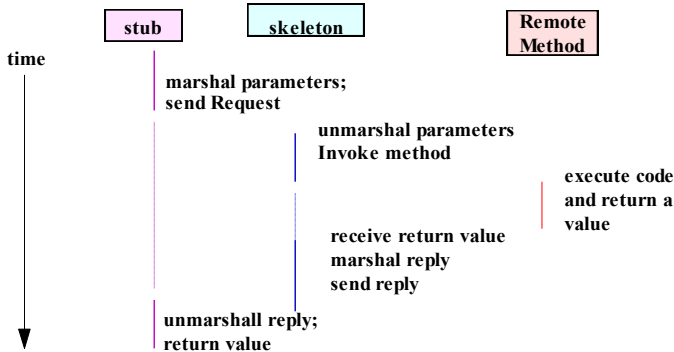 stub
skeleton
Remote
Method
time
marshal parameters;
send Request
unmarshal parameters
Invoke method
execute code
and return a
value
receive return value
marshal reply
send reply
unmarshall reply;
return value